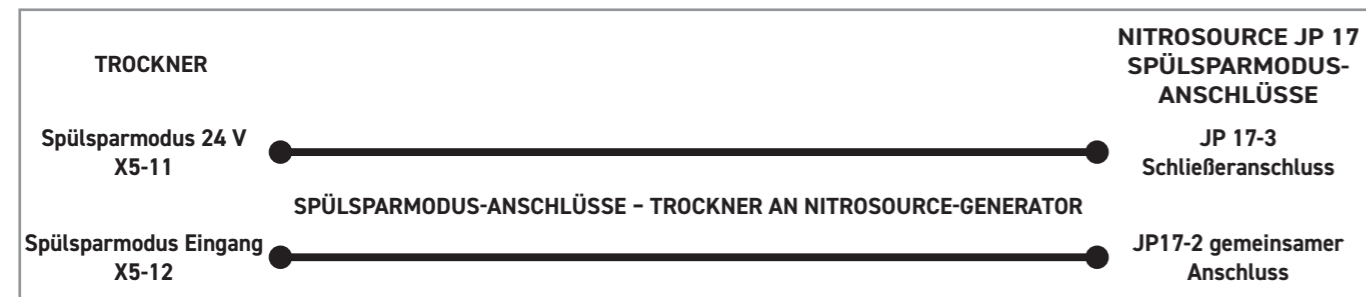 TROCKNER
NITROSOURCE JP 17
SPÜLSPARMODUS-
ANSCHLÜSSE
Spülsparmodus 24 V
X5-11
JP 17-3
Schließeranschluss
SPÜLSPARMODUS-ANSCHLÜSSE – TROCKNER AN NITROSOURCE-GENERATOR
Spülsparmodus Eingang
X5-12
JP17-2 gemeinsamer
Anschluss